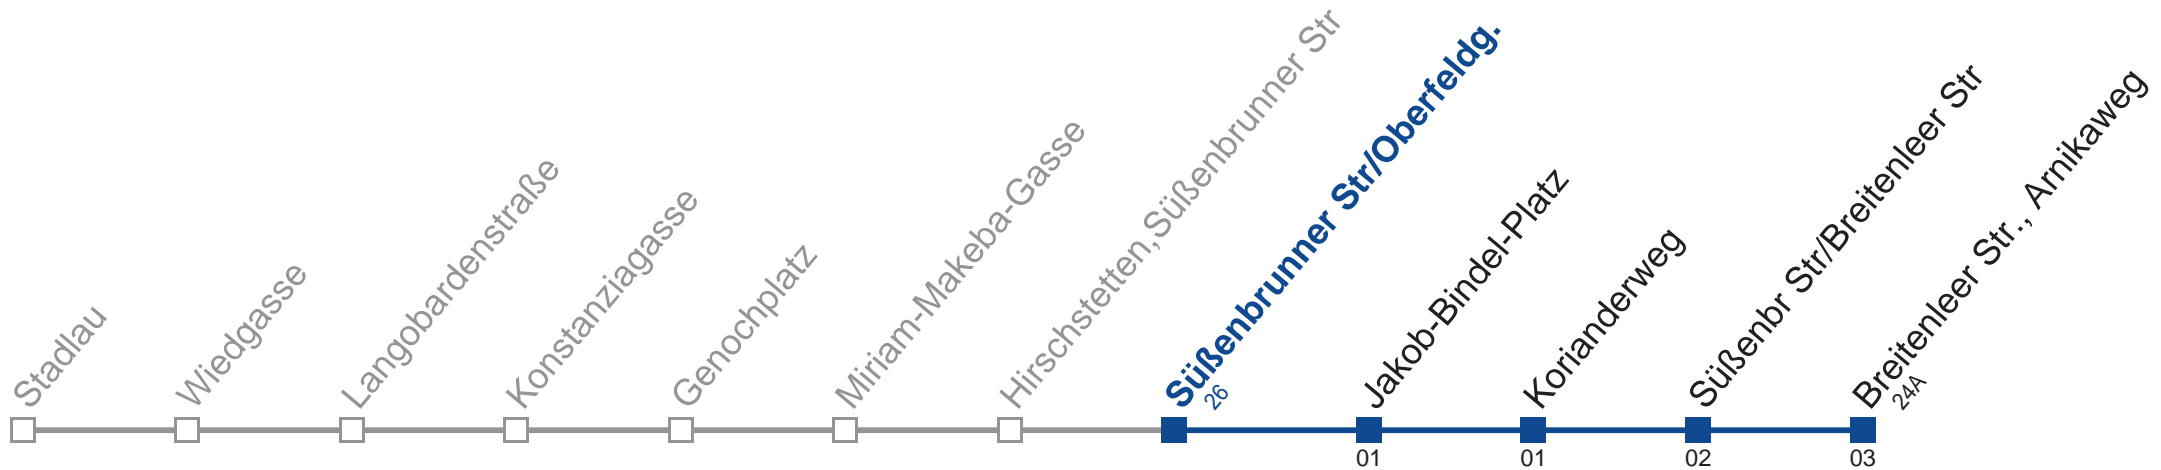 Stadlau
Wiedgasse
Langobardenstraße
Konstanziagasse
Genochplatz
Miriam-Makeba-Gasse
Hirschstetten,Süßenbrunner Str
Süßenbrunner Str/Oberfeldg.
26
Jakob-Bindel-Platz
Korianderweg
Süßenbr Str/Breitenleer Str
Breitenleer Str., Arnikaweg
24A
01
01
02
03